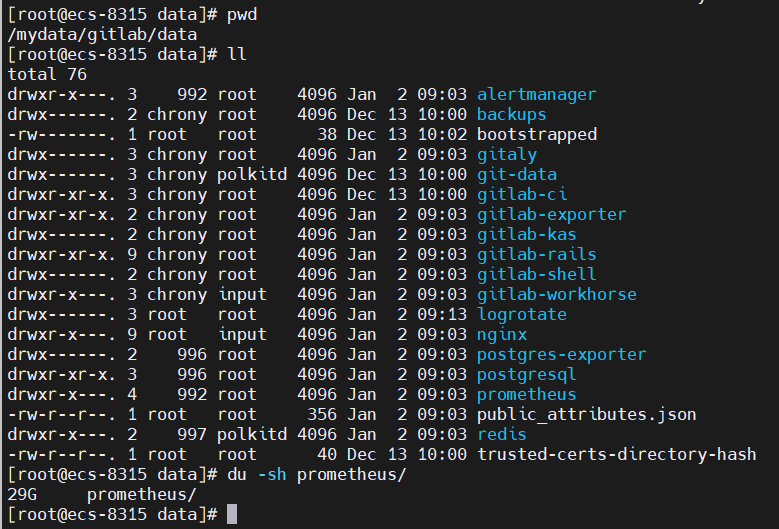 [root@ecs-8315 data]# pwd
/mydata/gitlab/data
[root@ecs-8315 data]# ll
total 76
drwxr-x---. 3    992 root    4096 Jan  2 09:03 alertmanager
drwx------. 2 chrony root    4096 Dec 13 10:00 backups
-rw-------. 1 root   root      38 Dec 13 10:02 bootstrapped
drwx------. 3 chrony root    4096 Jan  2 09:03 gitaly
drwx------. 3 chrony polkitd 4096 Dec 13 10:00 git-data
drwxr-xr-x. 3 chrony root    4096 Dec 13 10:00 gitlab-ci
drwxr-xr-x. 2 chrony root    4096 Jan  2 09:03 gitlab-exporter
drwx------. 2 chrony root    4096 Jan  2 09:03 gitlab-kas
drwxr-xr-x. 9 chrony root    4096 Jan  2 09:03 gitlab-rails
drwx------. 2 chrony root    4096 Jan  2 09:03 gitlab-shell
drwxr-x---. 3 chrony input   4096 Jan  2 09:03 gitlab-workhorse
drwx------. 3 root   root    4096 Jan  2 09:13 logrotate
drwxr-x---. 9 root   input   4096 Jan  2 09:03 nginx
drwx------. 2    996 root    4096 Jan  2 09:03 postgres-exporter
drwxr-xr-x. 3    996 root    4096 Jan  2 09:03 postgresql
drwxr-x---. 4    992 root    4096 Jan  2 09:03 prometheus
-rw-r--r--. 1 root   root     356 Jan  2 09:03 public_attributes.json
drwxr-x---. 2    997 polkitd 4096 Jan  2 09:03 redis
-rw-r--r--. 1 root   root      40 Dec 13 10:00 trusted-certs-directory-hash
[root@ecs-8315 data]# du -sh prometheus/
29G     prometheus/
[root@ecs-8315 data]#